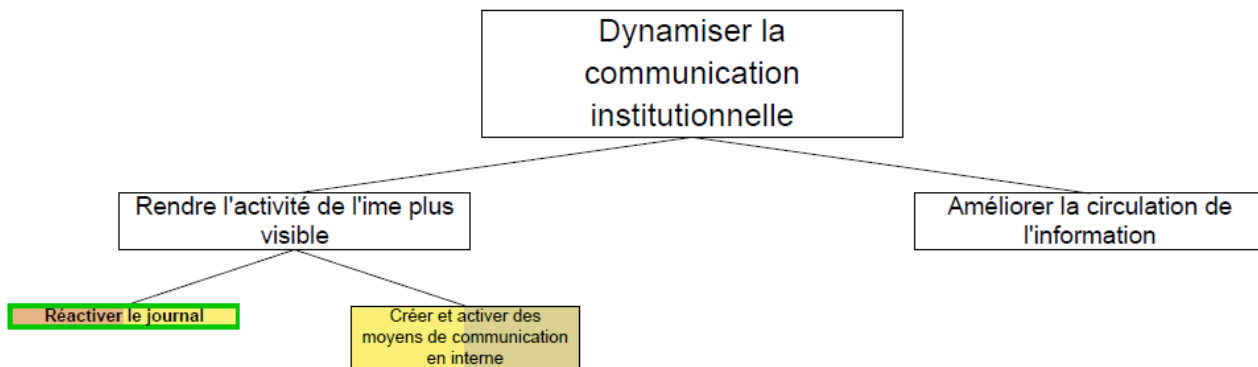 Dynamiser la
communication
institutionnelle
Rendre l'activité de l'ime plus
visible
Améliorer la circulation de
l'information
Réactiver le journal
Créer et activer des
moyens de communication
en interne